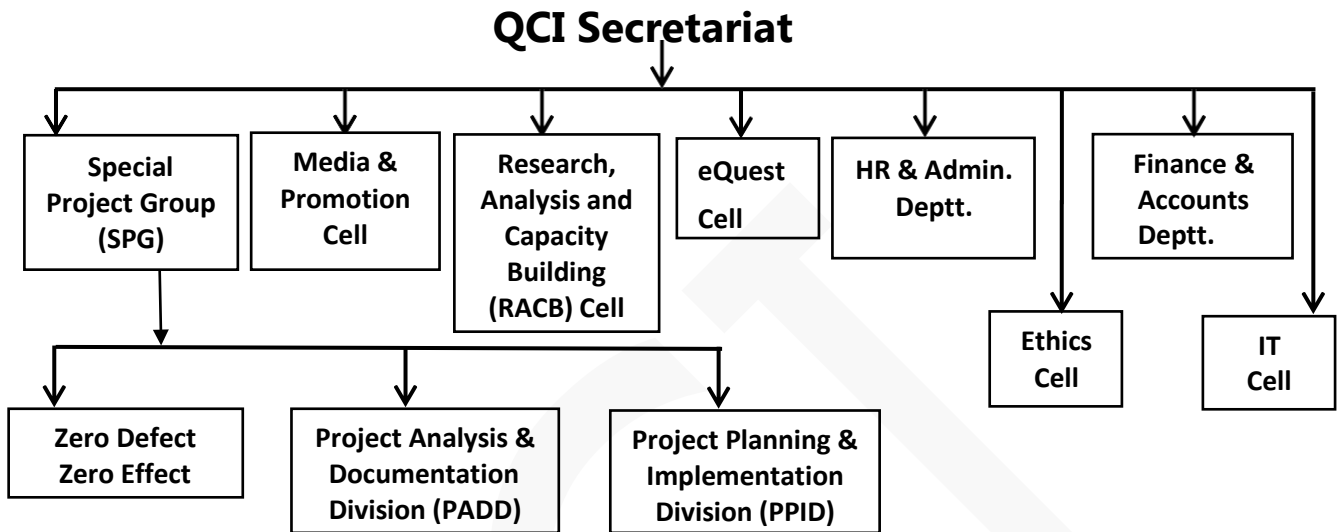 QCI Secretariat
Special
Project Group
(SPG)
Media &
Promotion
Cell
Research,
Analysis and
Capacity
Building
(RACB) Cell
eQuest
Cell
HR & Admin.
Deptt.
Finance &
Accounts
Deptt.
Ethics
Cell
IT
Cell
Zero Defect
Zero Effect
Project Analysis &
Documentation
Division (PADD)
Project Planning &
Implementation
Division (PPID)